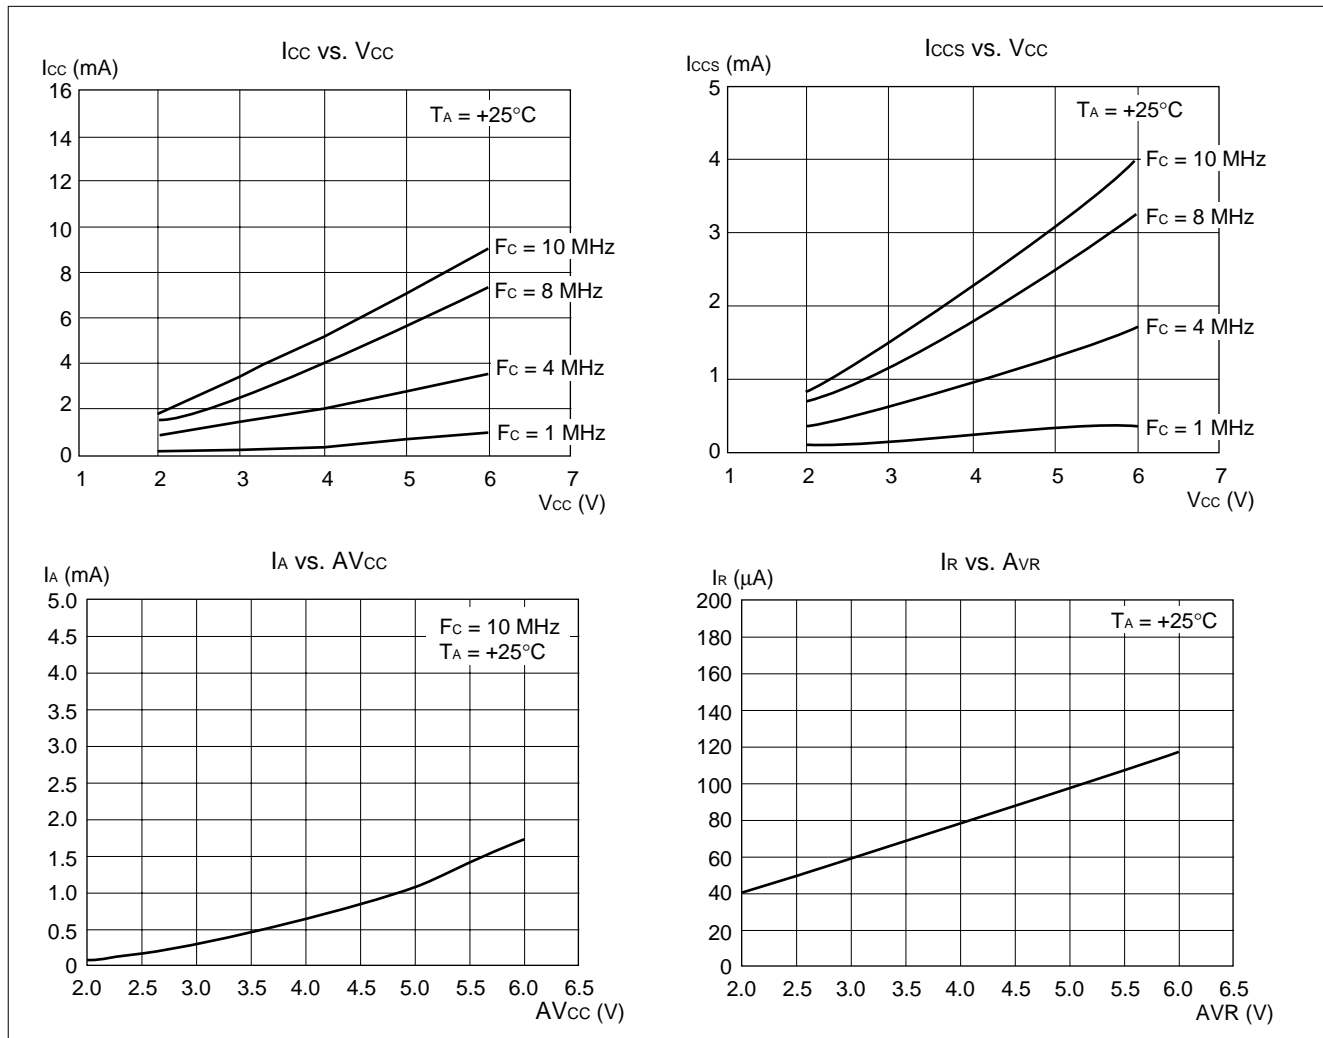 Icc vs. Vcc
Icc (mA)
16
14
12
10
8
6
4
2
0
TA = +25°C
Fc = 10 MHz
Fc = 8 MHz
Fc = 4 MHz
Fc = 1 MHz
1 2 3 4 5 6 7
Vcc (V)
Iccs vs. Vcc
Iccs (mA)
5
4
3
2
1
0
TA = +25°C
Fc = 10 MHz
Fc = 8 MHz
Fc = 4 MHz
Fc = 1 MHz
1 2 3 4 5 6 7
Vcc (V)
IA vs. AVcc
IA (mA)
5.0
4.5
4.0
3.5
3.0
2.5
2.0
1.5
1.0
0.5
0
Fc = 10 MHz
TA = +25°C
2.0 2.5 3.0 3.5 4.0 4.5 5.0 5.5 6.0 6.5
AVcc (V)
IR vs. AVR
IR (μA)
200
180
160
140
120
100
80
60
40
20
0
TA = +25°C
2.0 2.5 3.0 3.5 4.0 4.5 5.0 5.5 6.0 6.5
AVR (V)